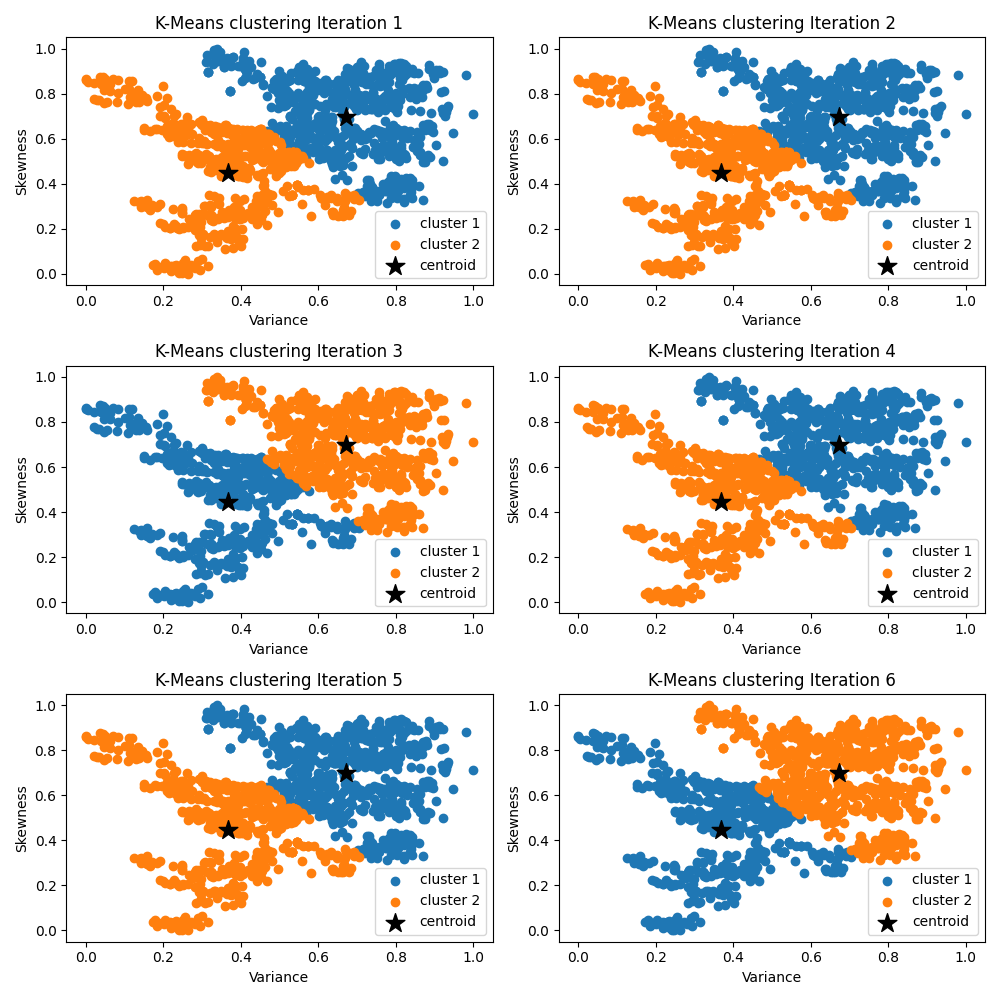 K-Means clustering Iteration 1
Skewness
1.0
0.8
0.6
0.4
0.2
0.0
cluster 1
cluster 2
centroid
0.0 0.2 0.4 0.6 0.8 1.0
Variance
K-Means clustering Iteration 2
Skewness
1.0
0.8
0.6
0.4
0.2
0.0
cluster 1
cluster 2
centroid
0.0 0.2 0.4 0.6 0.8 1.0
Variance
K-Means clustering Iteration 3
Skewness
1.0
0.8
0.6
0.4
0.2
0.0
cluster 1
cluster 2
centroid
0.0 0.2 0.4 0.6 0.8 1.0
Variance
K-Means clustering Iteration 4
Skewness
1.0
0.8
0.6
0.4
0.2
0.0
cluster 1
cluster 2
centroid
0.0 0.2 0.4 0.6 0.8 1.0
Variance
K-Means clustering Iteration 5
Skewness
1.0
0.8
0.6
0.4
0.2
0.0
cluster 1
cluster 2
centroid
0.0 0.2 0.4 0.6 0.8 1.0
Variance
K-Means clustering Iteration 6
Skewness
1.0
0.8
0.6
0.4
0.2
0.0
cluster 1
cluster 2
centroid
0.0 0.2 0.4 0.6 0.8 1.0
Variance